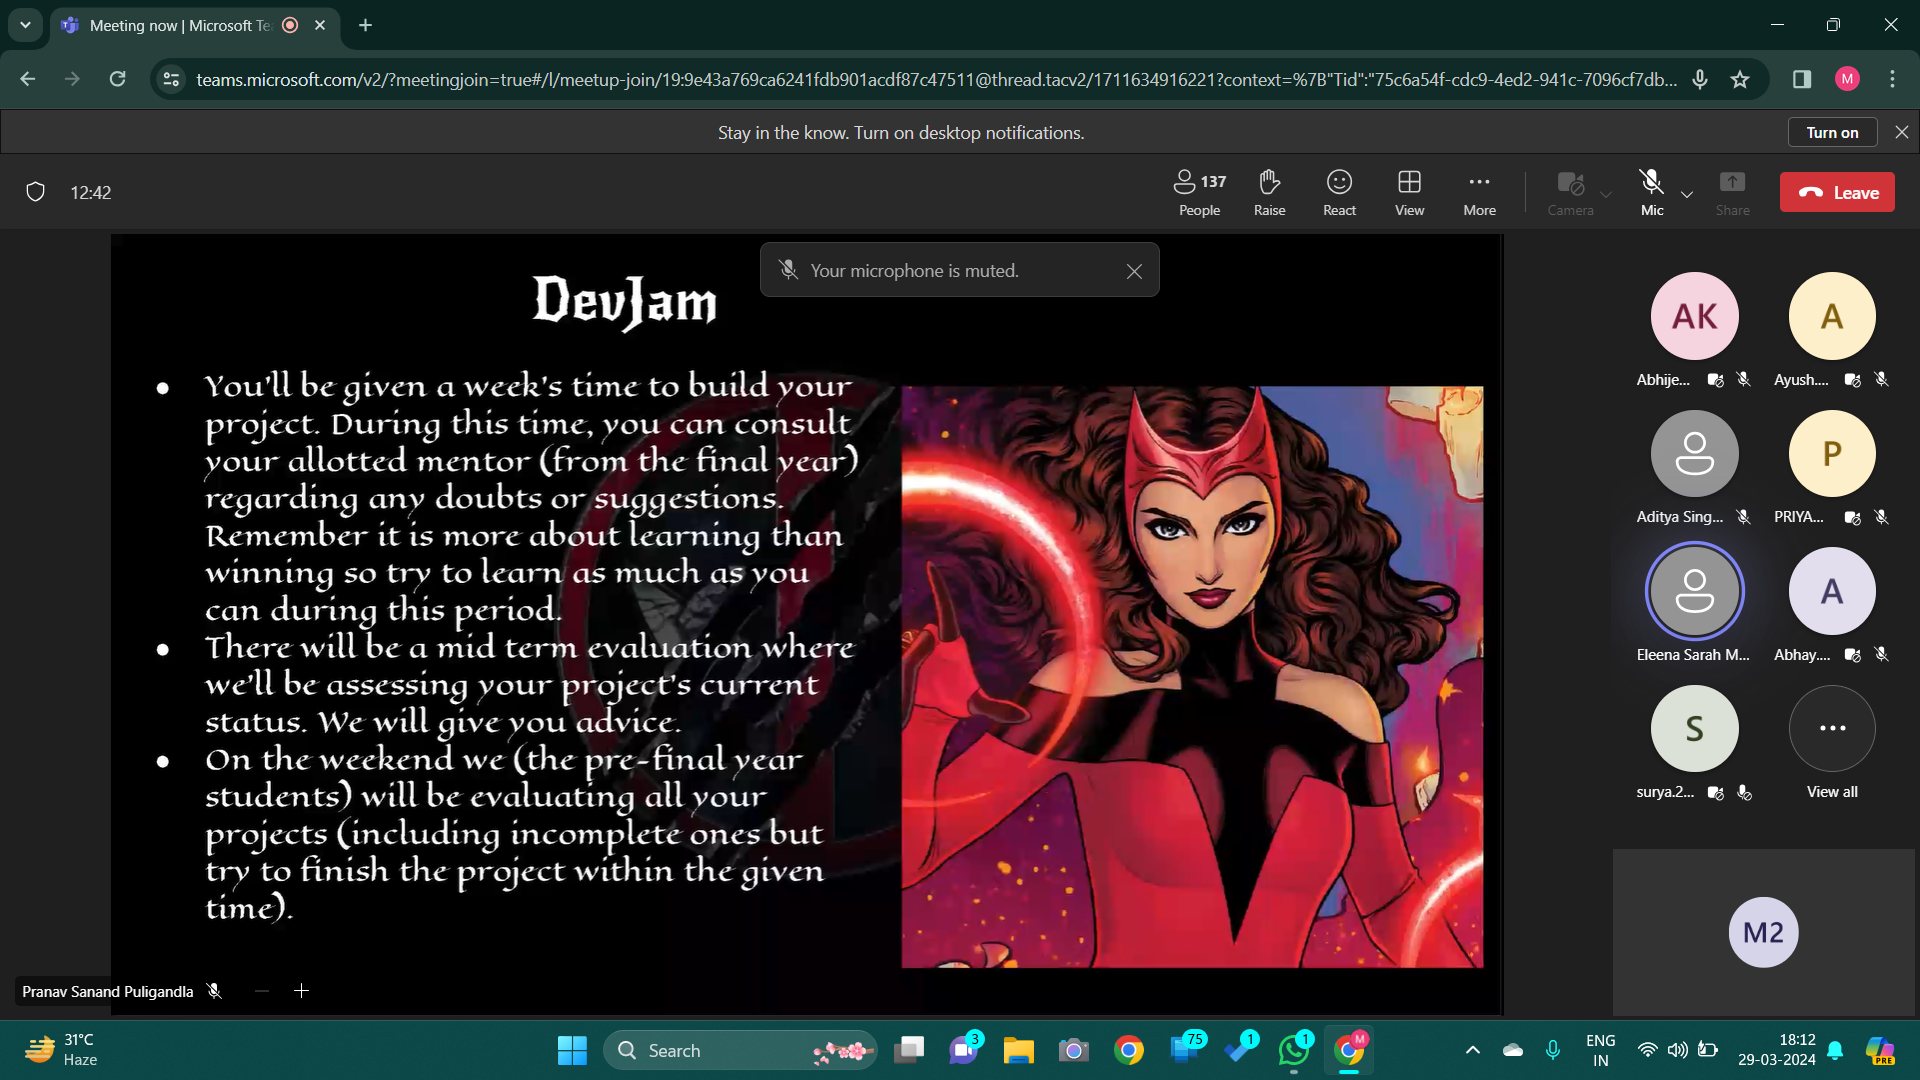 Meeting now | Microsoft Te
teams.microsoft.com/v2/?meetingjoin=true#/l/meetup-join/19:9e43a769ca6241fdb901acdf87c47511@thread.tacv2/1711634916221?context=%7B"Tid":"75c6a54f-cdc9-4ed2-941c-7096cf7db...
M
Stay in the know. Turn on desktop notifications.
Turn on
12:42
137
People
Raise
React
View
More
Camera
Mic
Share
Leave
Your microphone is muted.
DevJam
● You'll be given a week's time to build your
project. During this time, you can consult
your allotted mentor (from the final year)
regarding any doubts or suggestions.
Remember it is more about learning than
winning so try to learn as much as you
can during this period.
● There will be a mid term evaluation where
we'll be assessing your project's current
status. We will give you advice.
● On the weekend we (the pre-final year
students) will be evaluating all your
projects (including incomplete ones but
try to finish the project within the given
time).
AK
A
Abhije...
Ayush....
P
Aditya Sing...
PRIYA...
A
Eleena Sarah M...
Abhay....
S
surya.2...
View all
M2
Pranav Sanand Puligandla
31°C
Haze
Search
3
75
1
1
M
ENG
IN
18:12
29-03-2024
PRE